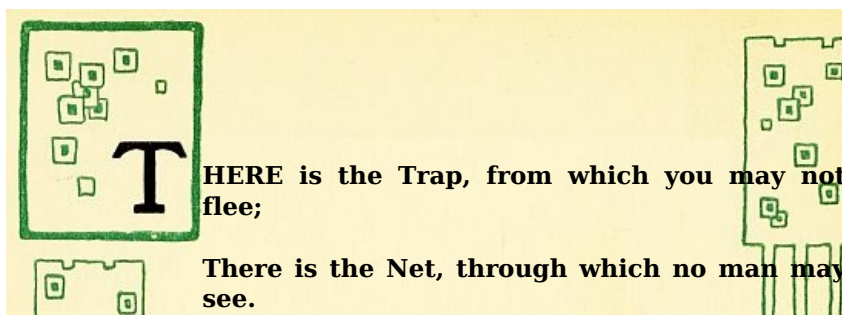 THERE is the Trap, from which you may not
flee;
There is the Net, through which no man may
see.